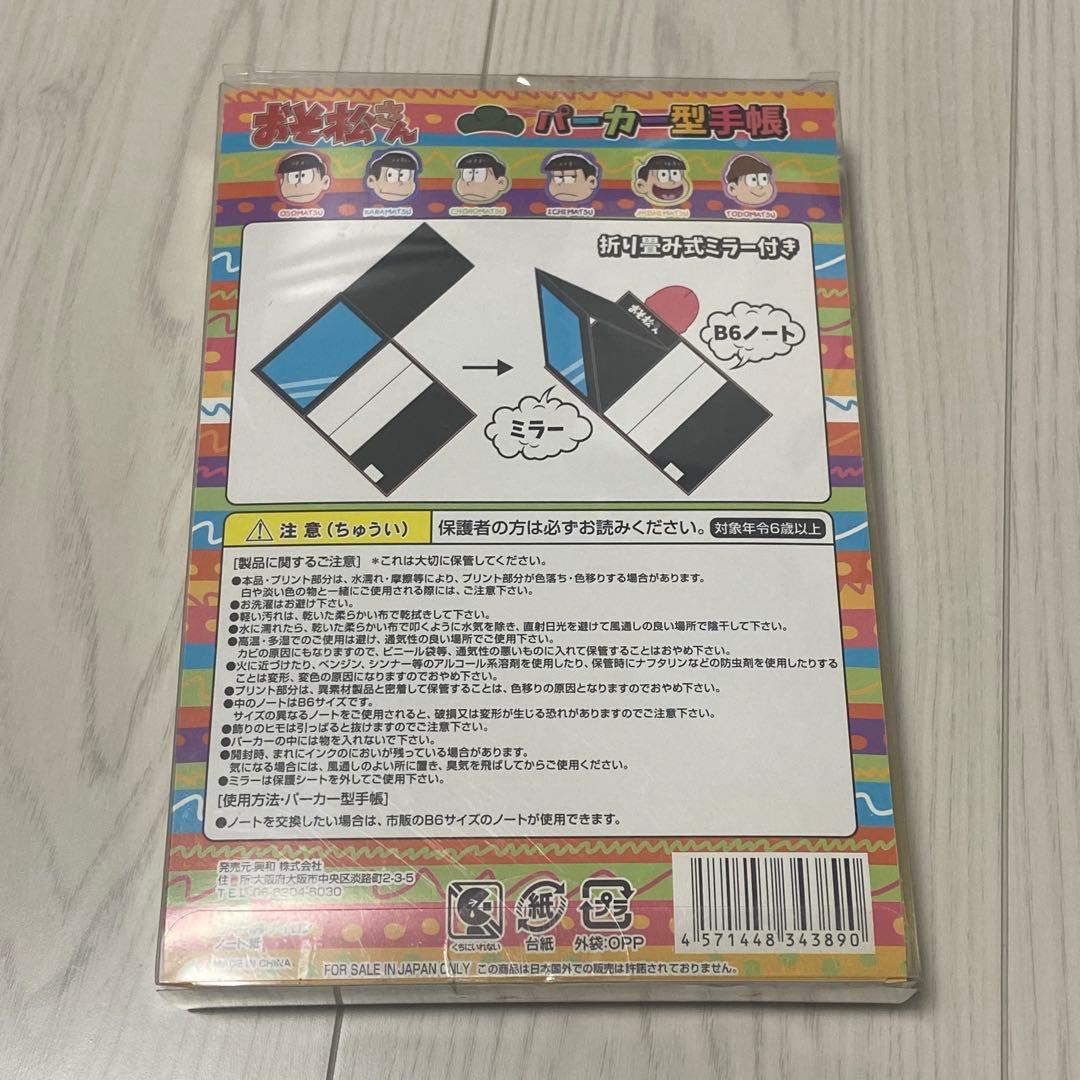 おそ松さん パーカー型手帳
OSOMATSU KARAMATSU CHOROMATSU ICHIMATSU JYUSHIMATSU TODOMATSU
折り畳み式ミラー付き
おそ松さん
B6ノート
ミラー
注意(ちゅうい) 保護者の方は必ずお読みください。 対象年令6歳以上
[製品に関するご注意] *これは大切に保管してください。
●本品・プリント部分は、水濡れ・摩擦等により、プリント部分が色落ち・色移りする場合があります。
白や淡い色の物と一緒にご使用される際には、ご注意下さい。
●お洗濯はお避け下さい。
●軽い汚れは、乾いた柔らかい布で乾拭きして下さい。
●水に濡れたら、乾いた柔らかい布で叩くように水気を除き、直射日光を避けて風通しの良い場所で陰干して下さい。
●高温・多湿でのご使用は避け、通気性の良い場所でご使用下さい。
カビの原因にもなりますので、ビニール袋等、通気性の悪いものに入れて保管することはおやめ下さい。
●火に近づけたり、ベンジン、シンナー等のアルコール系溶剤を使用したり、保管時にナフタリンなどの防虫剤を使用したりする
ことは変形、変色の原因になりますのでおやめ下さい。
●プリント部分は、異素材製品と密着して保管することは、色移りの原因となりますのでおやめ下さい。
●中のノートはB6サイズです。
サイズの異なるノートをご使用されると、破損又は変形が生じる恐れがありますのでご注意下さい。
●飾りのヒモは引っぱると抜けますのでご注意下さい。
●パーカーの中には物を入れないで下さい。
●開封時、まれにインクのにおいが残っている場合があります。
気になる場合には、風通しのよい所に置き、臭気を飛ばしてからご使用ください。
●ミラーは保護シートを外してご使用下さい。
[使用方法・パーカー型手帳]
●ノートを交換したい場合は、市販のB6サイズのノートが使用できます。
発売元:興和 株式会社
住 所:大阪府大阪市中央区淡路町2-3-5
TEL:06-6304-6030
ノート:紙
MADE IN CHINA
くちにいれない
紙
台紙
プラ
外袋:OPP
4 571448 343890
FOR SALE IN JAPAN ONLY この商品は日本国外での販売は許諾されておりません。